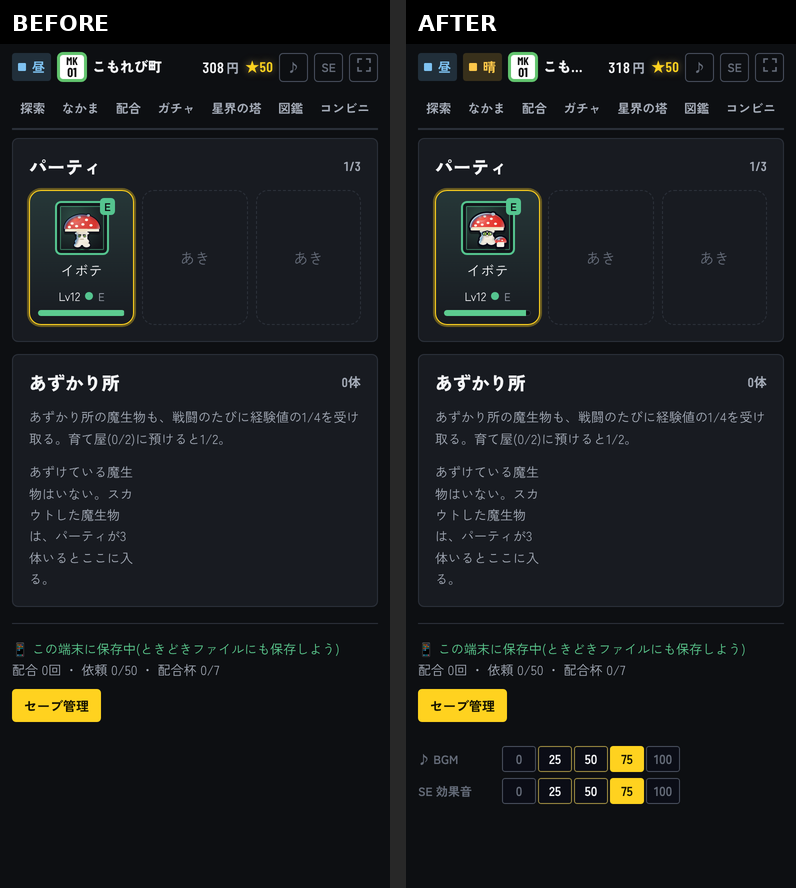 BEFORE
昼 MK 01 こもれび町 308円 ★50 ♪ SE
探索 なかま 配合 ガチャ 星界の塔 図鑑 コンビニ
パーティ 1/3
E
イボテ
Lv12 E
あき
あき
あずかり所 0体
あずかり所の魔生物も、戦闘のたびに経験値の1/4を受け
取る。育て屋(0/2)に預けると1/2。
あずけている魔生
物はいない。スカ
ウトした魔生物
は、パーティが3
体いるとここに入
る。
この端末に保存中(ときどきファイルにも保存しよう)
配合 0回 ・ 依頼 0/50 ・ 配合杯 0/7
セーブ管理
AFTER
昼 晴 MK 01 こも… 318円 ★50 ♪ SE
探索 なかま 配合 ガチャ 星界の塔 図鑑 コンビニ
パーティ 1/3
E
イボテ
Lv12 E
あき
あき
あずかり所 0体
あずかり所の魔生物も、戦闘のたびに経験値の1/4を受け
取る。育て屋(0/2)に預けると1/2。
あずけている魔生
物はいない。スカ
ウトした魔生物
は、パーティが3
体いるとここに入
る。
この端末に保存中(ときどきファイルにも保存しよう)
配合 0回 ・ 依頼 0/50 ・ 配合杯 0/7
セーブ管理
♪ BGM 0 25 50 75 100
SE 効果音 0 25 50 75 100